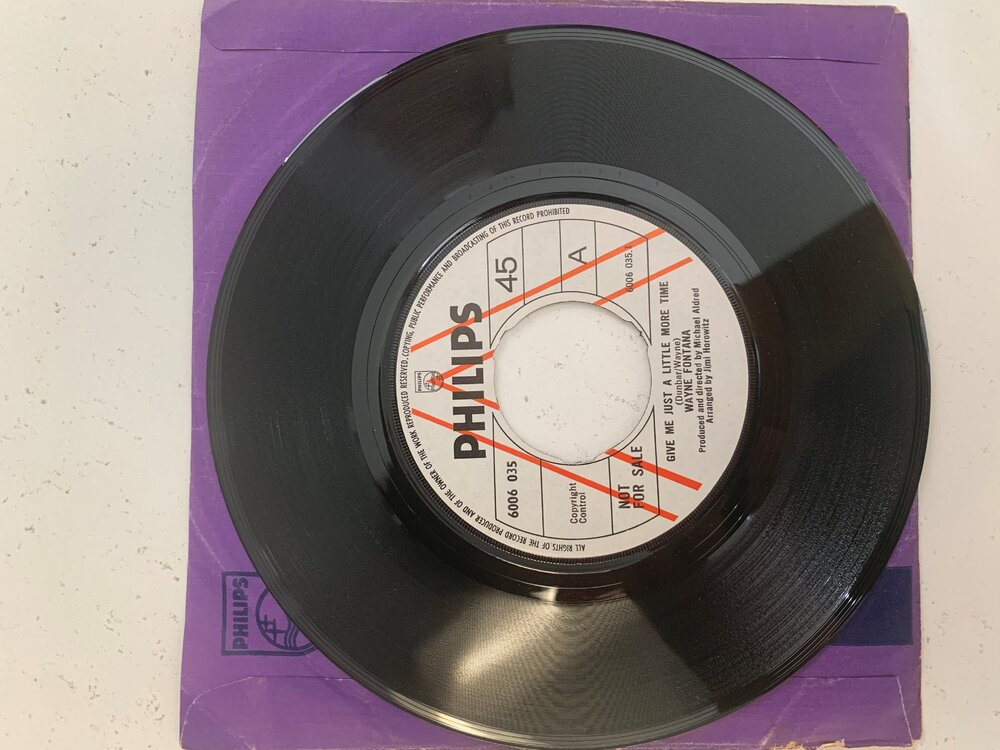 ALL RIGHTS OF THE RECORD PRODUCER AND OF THE OWNER OF THE WORK REPRODUCED RESERVED. COPYING, PUBLIC PERFORMANCE AND BROADCASTING OF THIS RECORD PROHIBITED
PHILIPS
PHILIPS
6006 035
45
Copyright
Control
A
NOT
FOR SALE
6006 035.1
GIVE ME JUST A LITTLE MORE TIME
(Dunbar/Wayne)
WAYNE FONTANA
Produced and directed by Michael Aldred
Arranged by Jimi Horowitz
PHILIPS